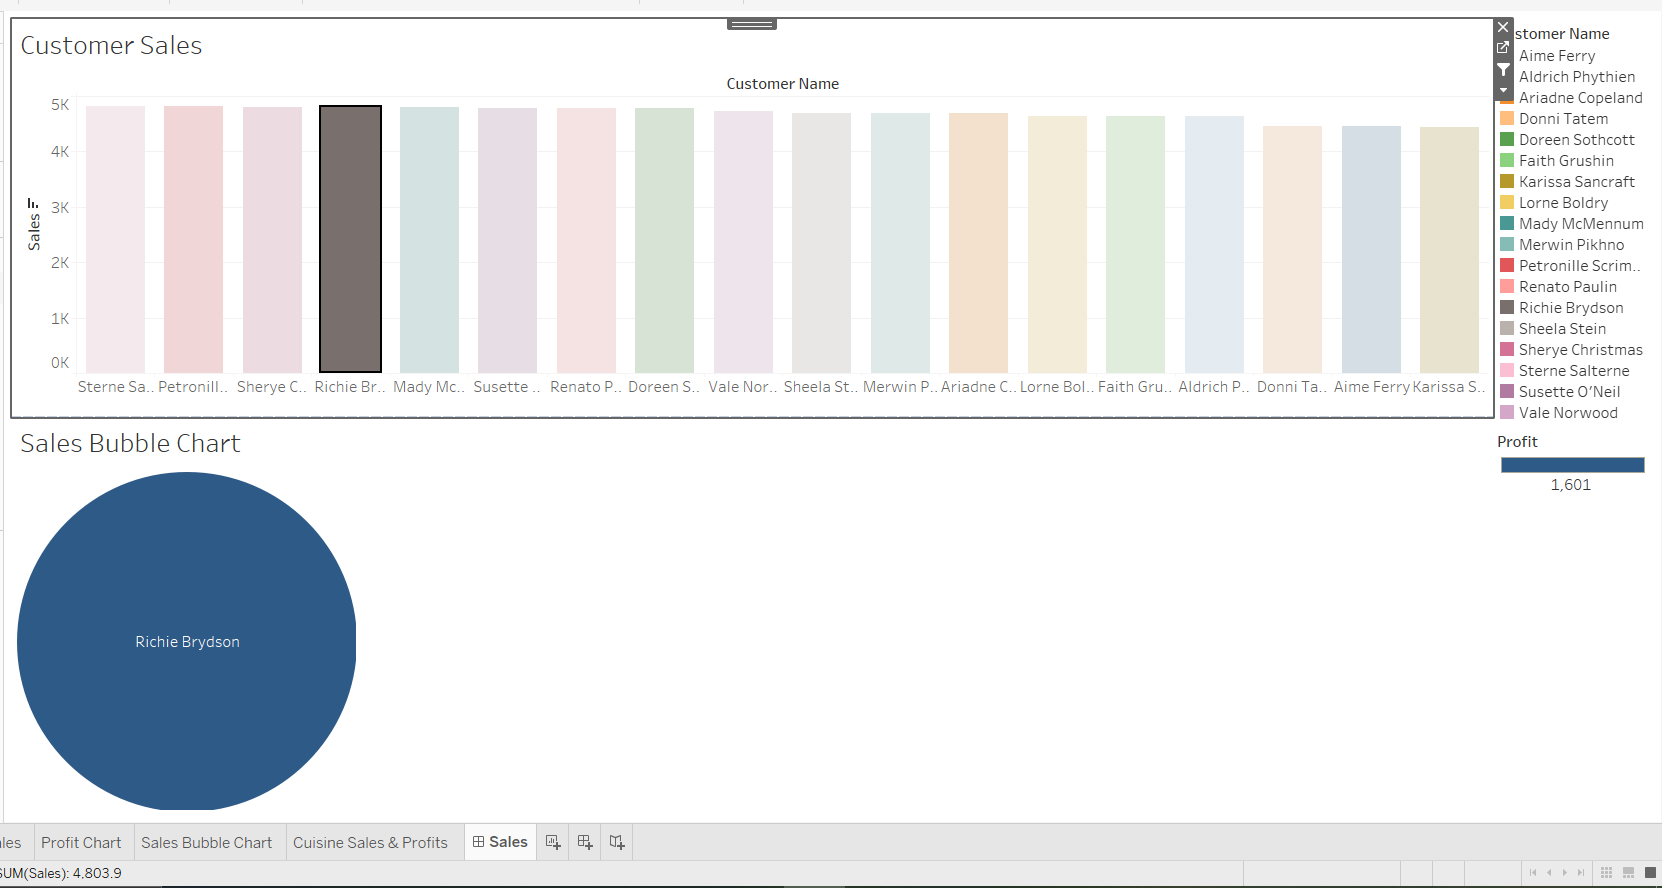 Customer Sales
Customer Name
5K
4K
3K
2K
1K
0K
Sales
Sterne Sa.. Petronill.. Sherye C.. Richie Br.. Mady Mc.. Susette .. Renato P.. Doreen S.. Vale Nor.. Sheela St.. Merwin P.. Ariadne C.. Lorne Bol.. Faith Gru.. Aldrich P.. Donni Ta.. Aime Ferry Karissa S..
stomer Name
Aime Ferry
Aldrich Phythien
Ariadne Copeland
Donni Tatem
Doreen Sothcott
Faith Grushin
Karissa Sancraft
Lorne Boldry
Mady McMennum
Merwin Pikhno
Petronille Scrim..
Renato Paulin
Richie Brydson
Sheela Stein
Sherye Christmas
Sterne Salterne
Susette O’Neil
Vale Norwood
Profit
1,601
Sales Bubble Chart
Richie Brydson
les Profit Chart Sales Bubble Chart Cuisine Sales & Profits Sales
SUM(Sales): 4,803.9